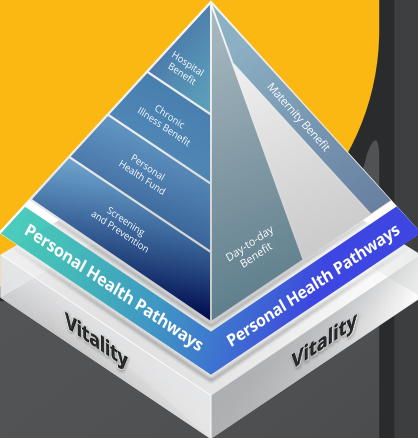 Hospital
Benefit
Chronic
Illness Benefit
Personal
Health Fund
Screening
and Prevention
Maternity Benefit
Day-to-day
Benefit
Personal Health Pathways
Personal Health Pathways
Vitality
Vitality